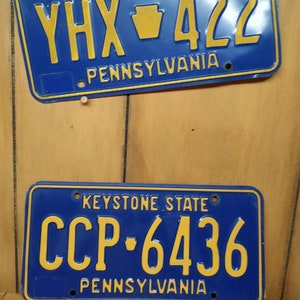 YHX 422
PENNSYLVANIA
KEYSTONE STATE
CCP 6436
PENNSYLVANIA